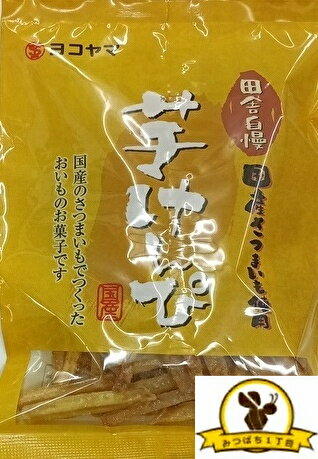 ヨコヤマ
田舎自慢
国産さつまいも使用
芋けんぴ
国産のさつまいもでつくった
おいものお菓子です
国産
みつばち1丁目